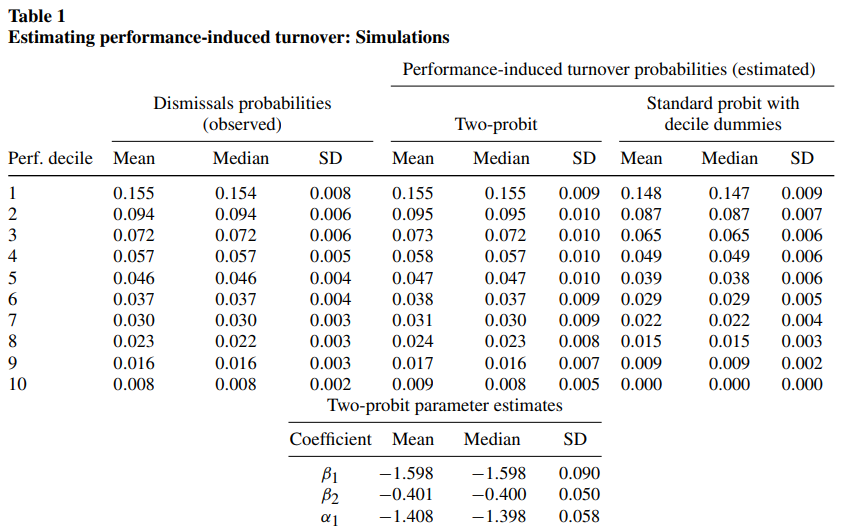 Table 1
Estimating performance-induced turnover: Simulations
Performance-induced turnover probabilities (estimated)
Dismissals probabilities (observed) Two-probit Standard probit with decile dummies
Perf. decile Mean Median SD Mean Median SD Mean Median SD
1 0.155 0.154 0.008 0.155 0.155 0.009 0.148 0.147 0.009
2 0.094 0.094 0.006 0.095 0.095 0.010 0.087 0.087 0.007
3 0.072 0.072 0.006 0.073 0.072 0.010 0.065 0.065 0.006
4 0.057 0.057 0.005 0.058 0.057 0.010 0.049 0.049 0.006
5 0.046 0.046 0.004 0.047 0.047 0.010 0.039 0.038 0.006
6 0.037 0.037 0.004 0.038 0.037 0.009 0.029 0.029 0.005
7 0.030 0.030 0.003 0.031 0.030 0.009 0.022 0.022 0.004
8 0.023 0.022 0.003 0.024 0.023 0.008 0.015 0.015 0.003
9 0.016 0.016 0.003 0.017 0.016 0.007 0.009 0.009 0.002
10 0.008 0.008 0.002 0.009 0.008 0.005 0.000 0.000 0.000
Two-probit parameter estimates
Coefficient Mean Median SD
β1 −1.598 −1.598 0.090
β2 −0.401 −0.400 0.050
α1 −1.408 −1.398 0.058